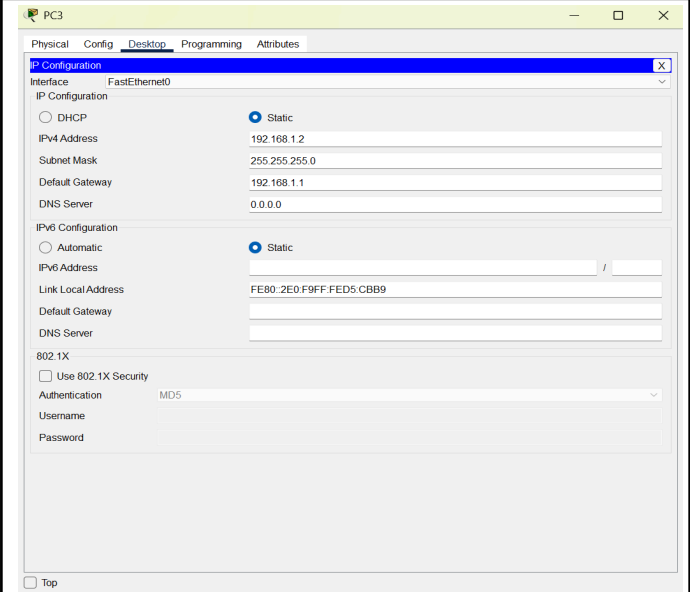 PC3
Physical Config Desktop Programming Attributes
IP Configuration X
Interface FastEthernet0
IP Configuration
DHCP Static
IPv4 Address 192.168.1.2
Subnet Mask 255.255.255.0
Default Gateway 192.168.1.1
DNS Server 0.0.0.0
IPv6 Configuration
Automatic Static
IPv6 Address /
Link Local Address FE80::2E0:F9FF:FED5:CBB9
Default Gateway
DNS Server
802.1X
Use 802.1X Security
Authentication MD5
Username
Password
Top